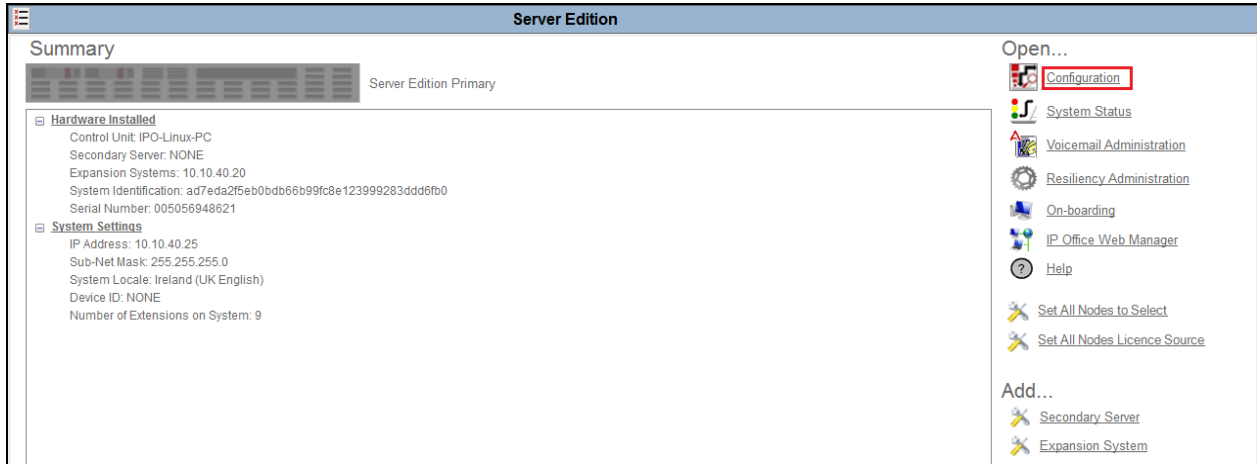 Server Edition
Summary
Server Edition Primary
Hardware Installed
Control Unit: IPO-Linux-PC
Secondary Server: NONE
Expansion Systems: 10.10.40.20
System Identification: ad7eda2f5eb0bdb66b99fc8e123999283ddd6fb0
Serial Number: 005056948621
System Settings
IP Address: 10.10.40.25
Sub-Net Mask: 255.255.255.0
System Locale: Ireland (UK English)
Device ID: NONE
Number of Extensions on System: 9
Open...
Configuration
System Status
Voicemail Administration
Resiliency Administration
On-boarding
IP Office Web Manager
Help
Set All Nodes to Select
Set All Nodes Licence Source
Add...
Secondary Server
Expansion System